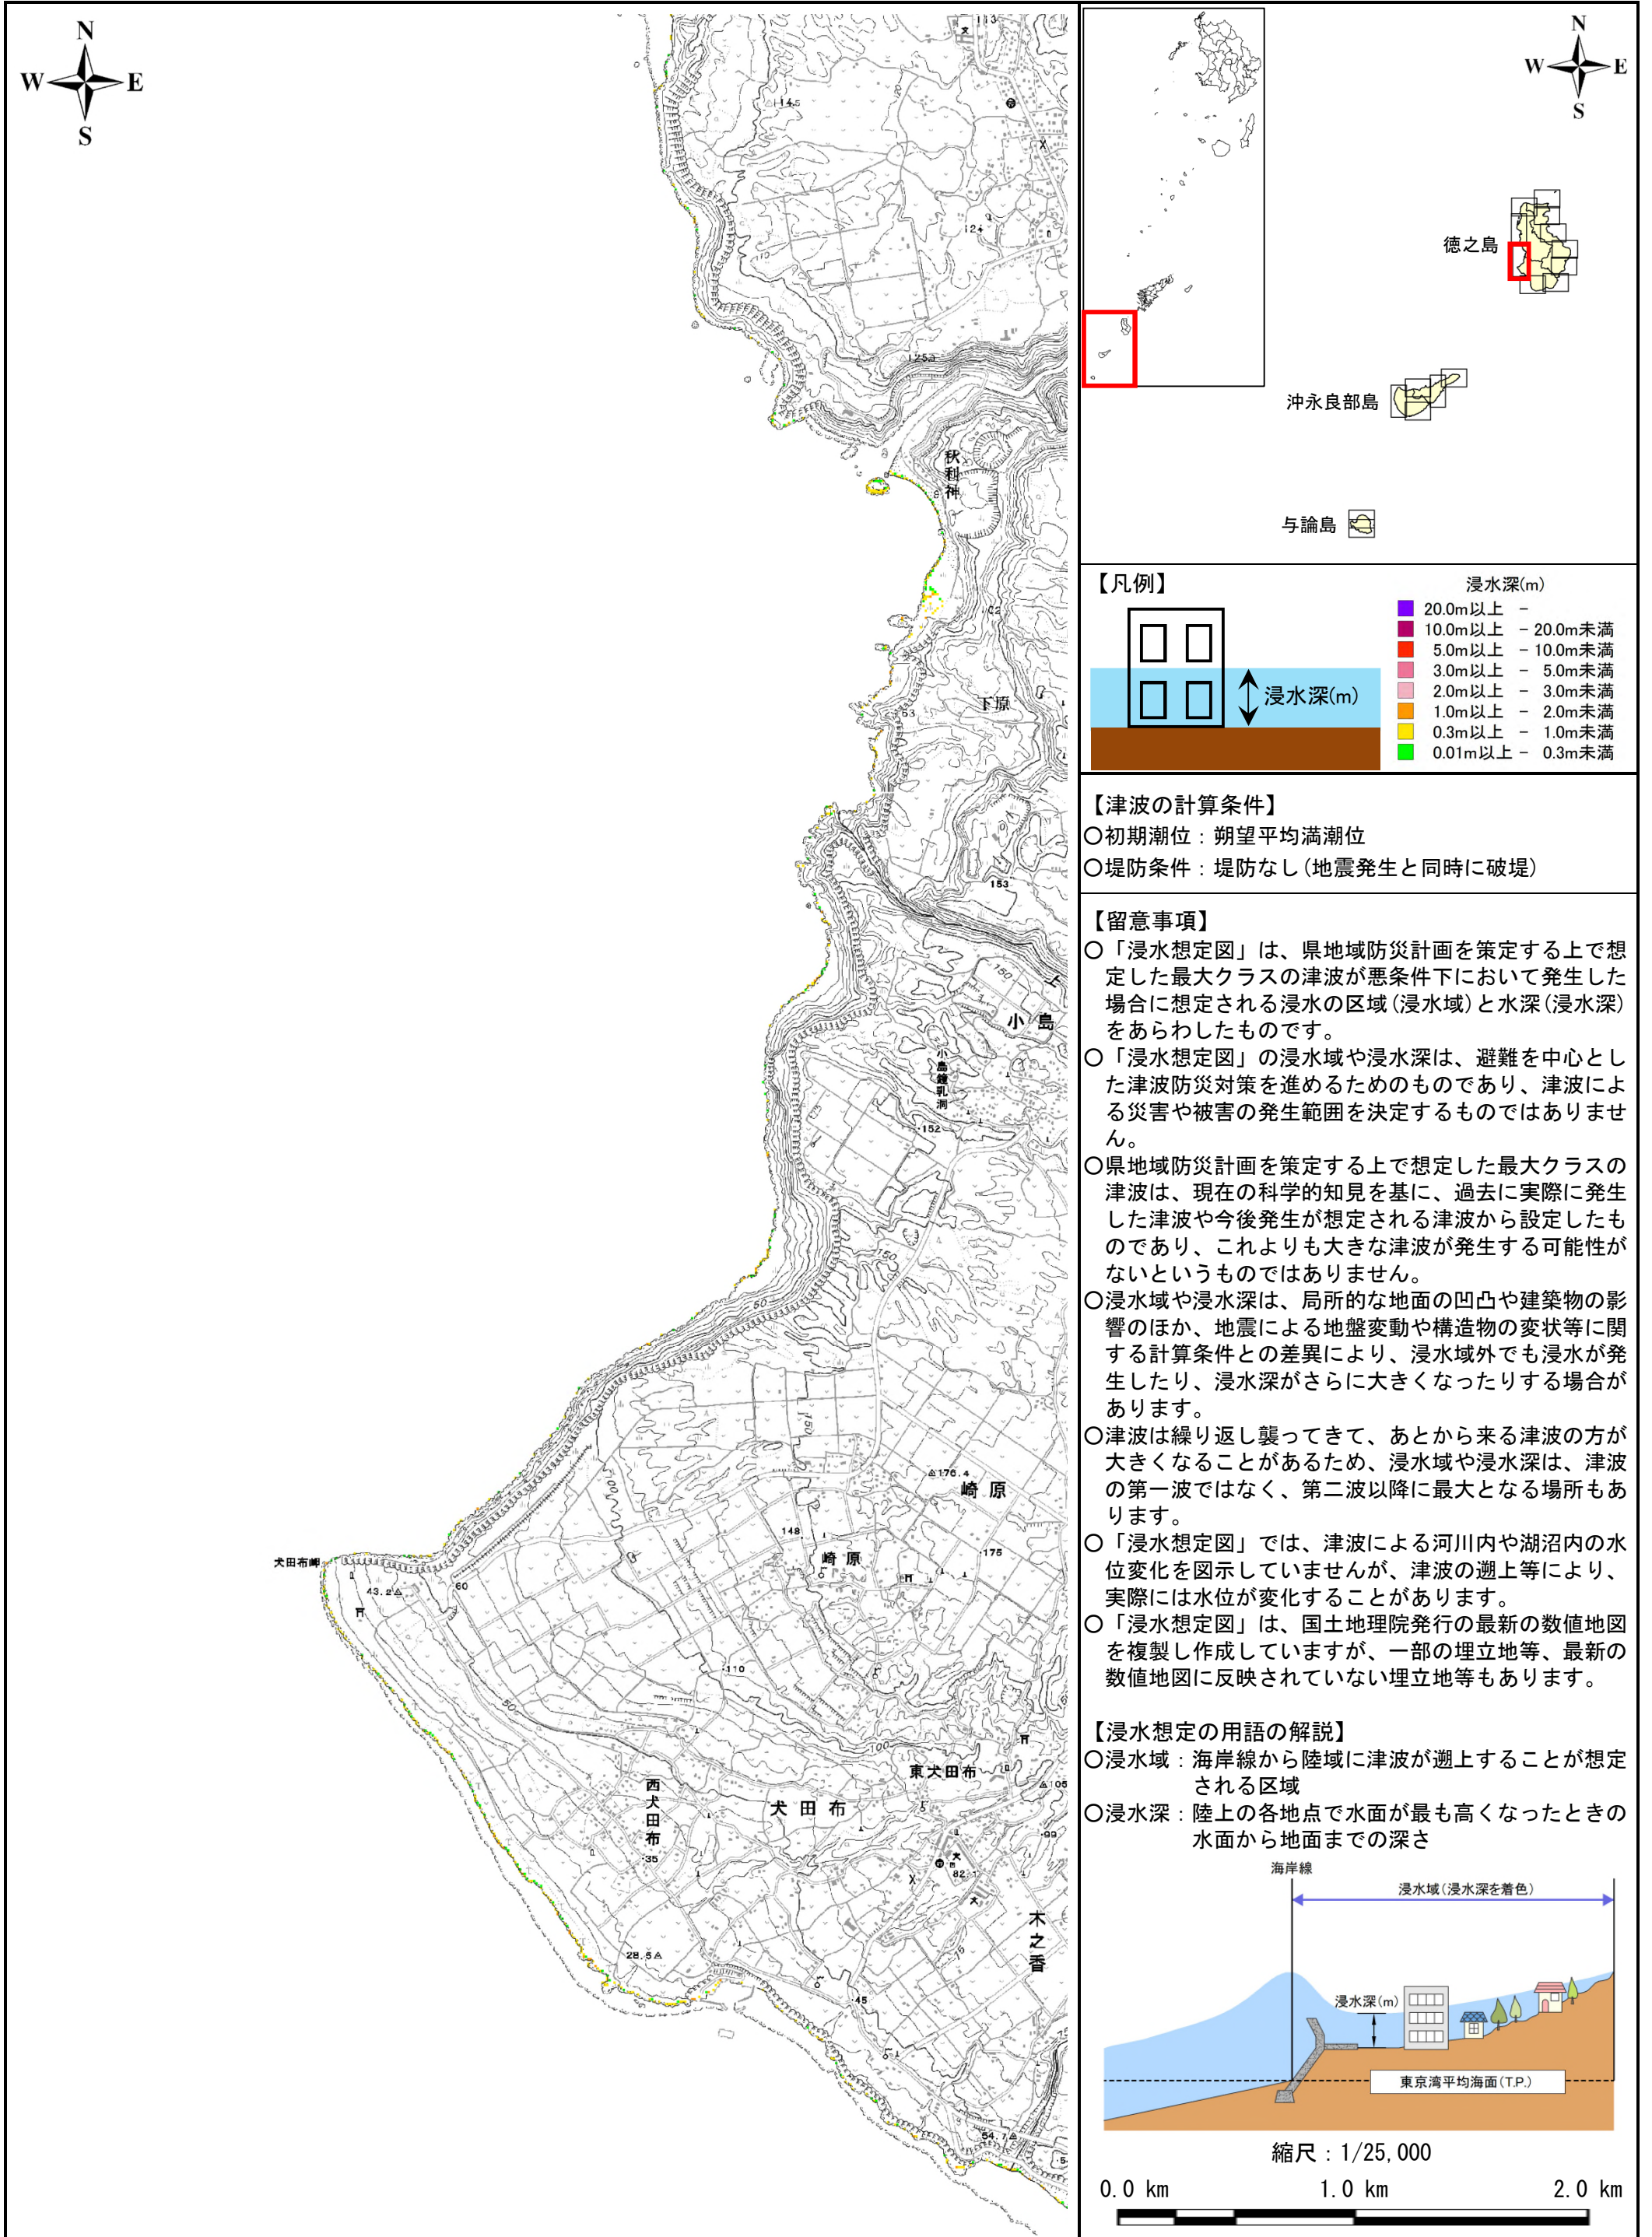 N
W E
S
113
114.5
124
125.3
秋利神
102
下原
63
153
150
上
小島
小島鍾乳洞
152
150
50
150
100
176.4
崎原
148
崎原
175
犬田布岬
43.2
60
110
50
100
東犬田布
西犬田布
犬田布
35
99
82.1
木之香
28.5
75
45
54.7
N
W E
S
徳之島
沖永良部島
与論島
【凡例】
浸水深(m)
浸水深(m)
20.0m以上 -
10.0m以上 - 20.0m未満
5.0m以上 - 10.0m未満
3.0m以上 - 5.0m未満
2.0m以上 - 3.0m未満
1.0m以上 - 2.0m未満
0.3m以上 - 1.0m未満
0.01m以上 - 0.3m未満
【津波の計算条件】
○初期潮位：朔望平均満潮位
○堤防条件：堤防なし(地震発生と同時に破堤)
【留意事項】
○「浸水想定図」は、県地域防災計画を策定する上で想
定した最大クラスの津波が悪条件下において発生した
場合に想定される浸水の区域(浸水域)と水深(浸水深)
をあらわしたものです。
○「浸水想定図」の浸水域や浸水深は、避難を中心とし
た津波防災対策を進めるためのものであり、津波によ
る災害や被害の発生範囲を決定するものではありませ
ん。
○県地域防災計画を策定する上で想定した最大クラスの
津波は、現在の科学的知見を基に、過去に実際に発生
した津波や今後発生が想定される津波から設定したも
のであり、これよりも大きな津波が発生する可能性が
ないというものではありません。
○浸水域や浸水深は、局所的な地面の凹凸や建築物の影
響のほか、地震による地盤変動や構造物の変状等に関
する計算条件との差異により、浸水域外でも浸水が発
生したり、浸水深がさらに大きくなったりする場合が
あります。
○津波は繰り返し襲ってきて、あとから来る津波の方が
大きくなることがあるため、浸水域や浸水深は、津波
の第一波ではなく、第二波以降に最大となる場所もあ
ります。
○「浸水想定図」では、津波による河川内や湖沼内の水
位変化を図示していませんが、津波の遡上等により、
実際には水位が変化することがあります。
○「浸水想定図」は、国土地理院発行の最新の数値地図
を複製し作成していますが、一部の埋立地等、最新の
数値地図に反映されていない埋立地等もあります。
【浸水想定の用語の解説】
○浸水域：海岸線から陸域に津波が遡上することが想定
される区域
○浸水深：陸上の各地点で水面が最も高くなったときの
水面から地面までの深さ
海岸線
浸水域(浸水深を着色)
浸水深(m)
東京湾平均海面(T.P.)
縮尺：1/25,000
0.0 km 1.0 km 2.0 km